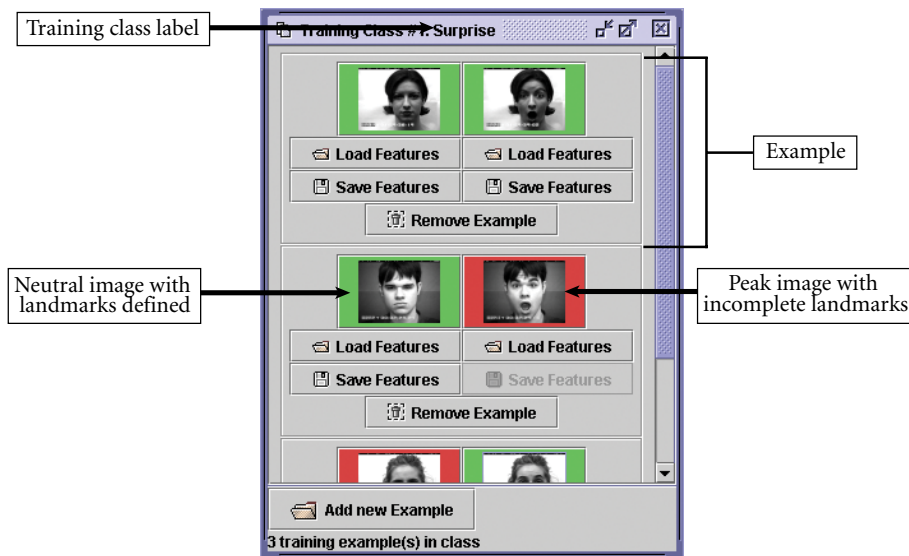 Training class label
Training Class #1: Surprise
Load Features
Load Features
Save Features
Save Features
Remove Example
Example
Neutral image with
landmarks defined
Peak image with
incomplete landmarks
Load Features
Load Features
Save Features
Save Features
Remove Example
Add new Example
3 training example(s) in class